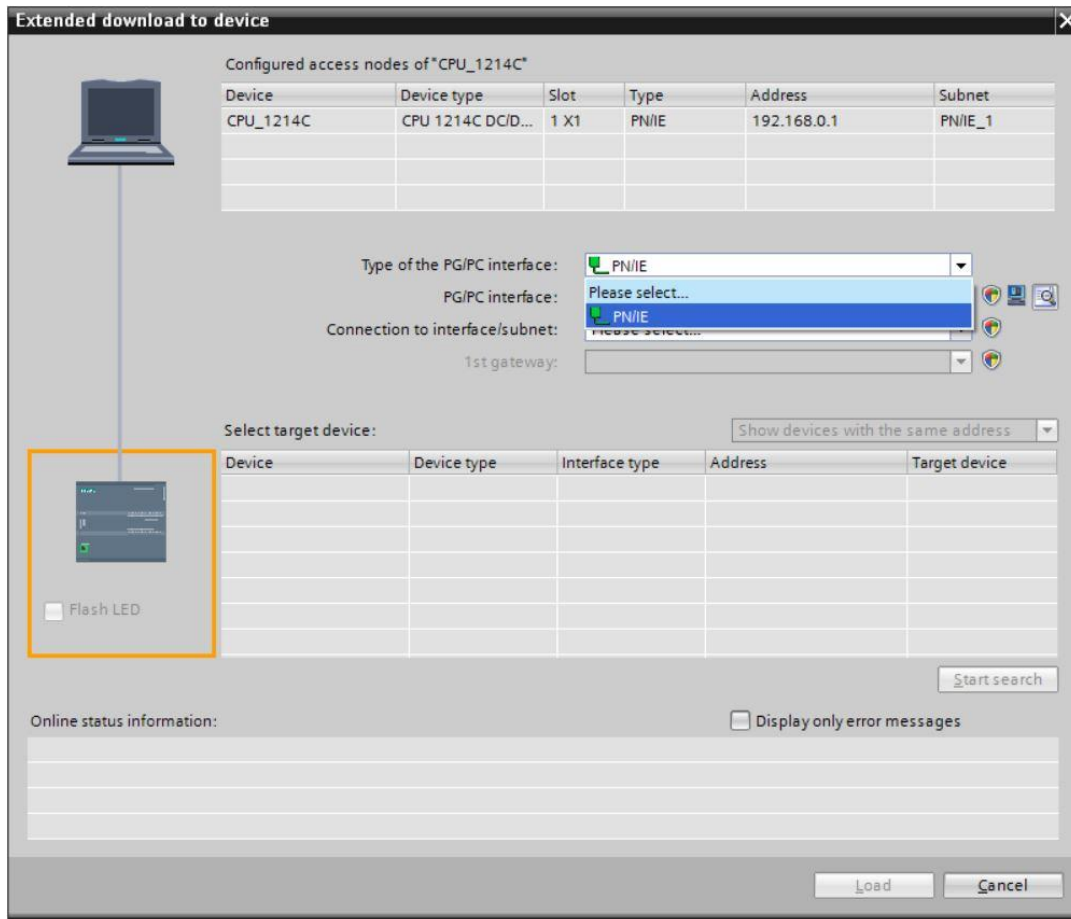 Extended download to device
Configured access nodes of "CPU_1214C"
Device Device type Slot Type Address Subnet
CPU_1214C CPU 1214C DC/D... 1 X1 PN/IE 192.168.0.1 PN/IE_1
Type of the PG/PC interface: PN/IE
PG/PC interface: Please select...
PN/IE
Connection to interface/subnet: Please select...
1st gateway:
Select target device: Show devices with the same address
Device Device type Interface type Address Target device
Flash LED
Start search
Online status information: Display only error messages
Load Cancel